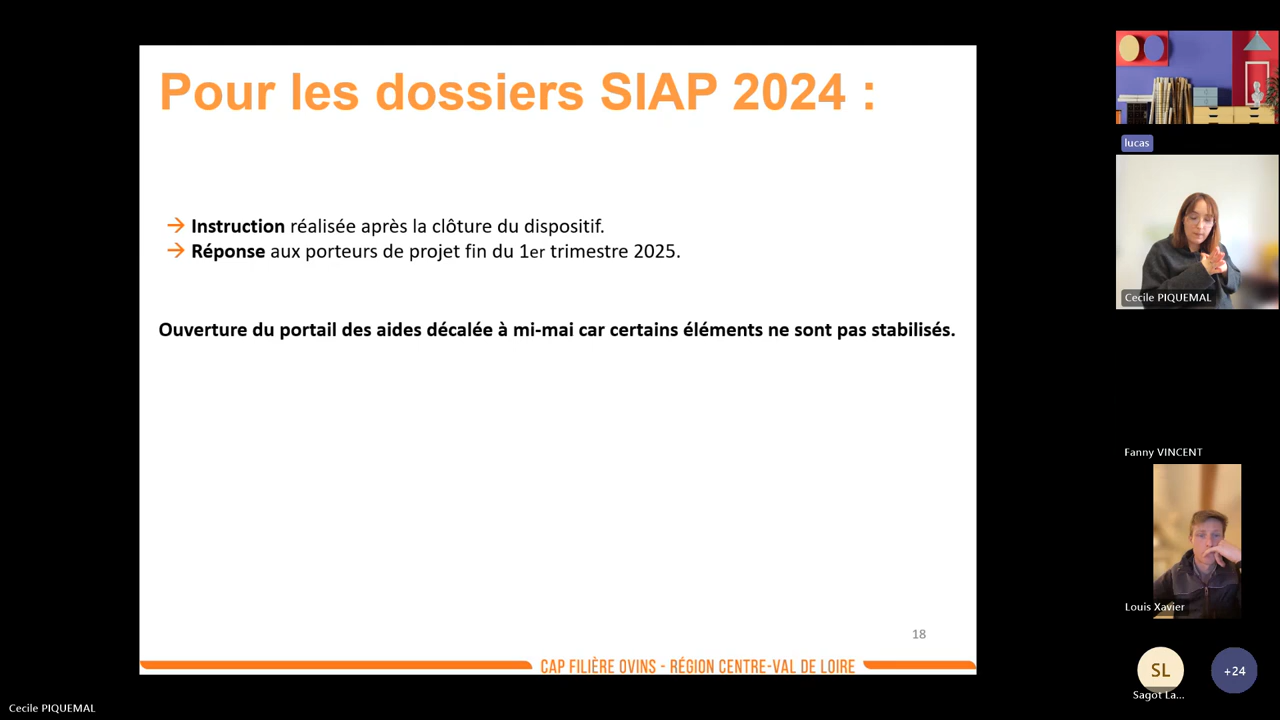 Pour les dossiers SIAP 2024 :
→ Instruction réalisée après la clôture du dispositif.
→ Réponse aux porteurs de projet fin du 1er trimestre 2025.
Ouverture du portail des aides décalée à mi-mai car certains éléments ne sont pas stabilisés.
18
CAP FILIÈRE OVINS - RÉGION CENTRE-VAL DE LOIRE
lucas
Cecile PIQUEMAL
Fanny VINCENT
Louis Xavier
SL
Sagot La...
+24
Cecile PIQUEMAL